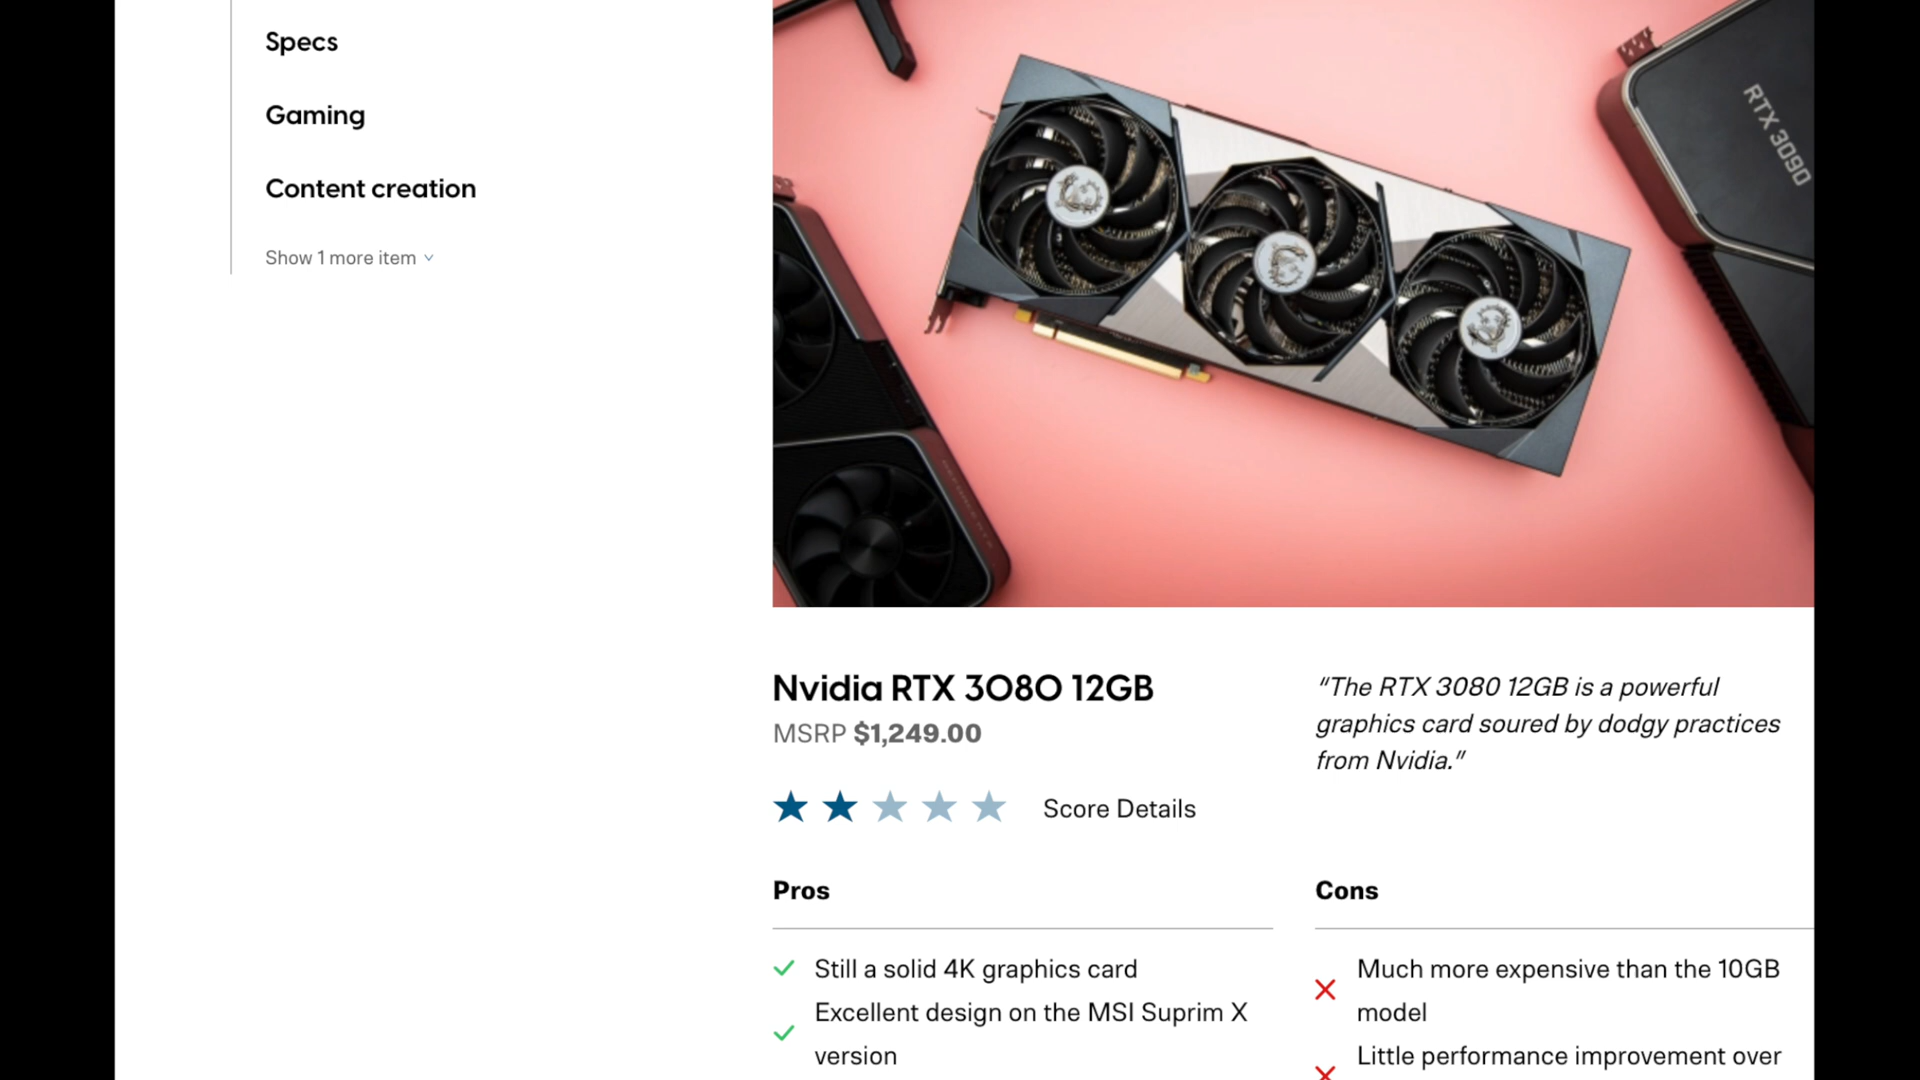 Specs
Gaming
Content creation
Show 1 more item
RTX 3090
Nvidia RTX 3080 12GB
MSRP $1,249.00
Score Details
"The RTX 3080 12GB is a powerful
graphics card soured by dodgy practices
from Nvidia."
Pros
Still a solid 4K graphics card
Excellent design on the MSI Suprim X
version
Cons
Much more expensive than the 10GB
model
Little performance improvement over